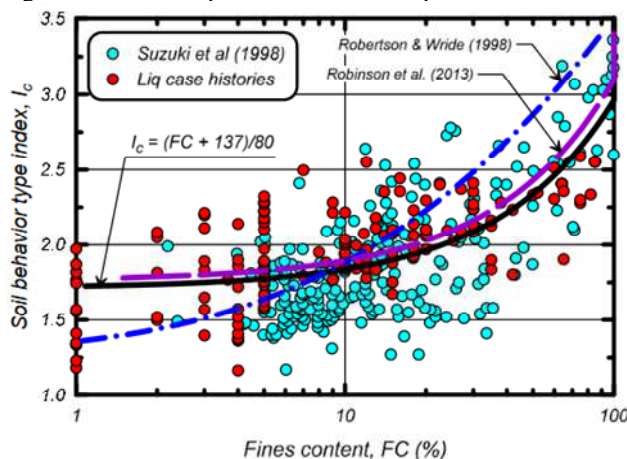 3.5
Suzuki et al (1998)
Liq case histories
Robertson & Wride (1998)
Robinson et al. (2013)
3.0
I_c = (FC + 137)/80
2.5
2.0
1.5
1.0
Soil behavior type index, I_c
1
10
100
Fines content, FC (%)